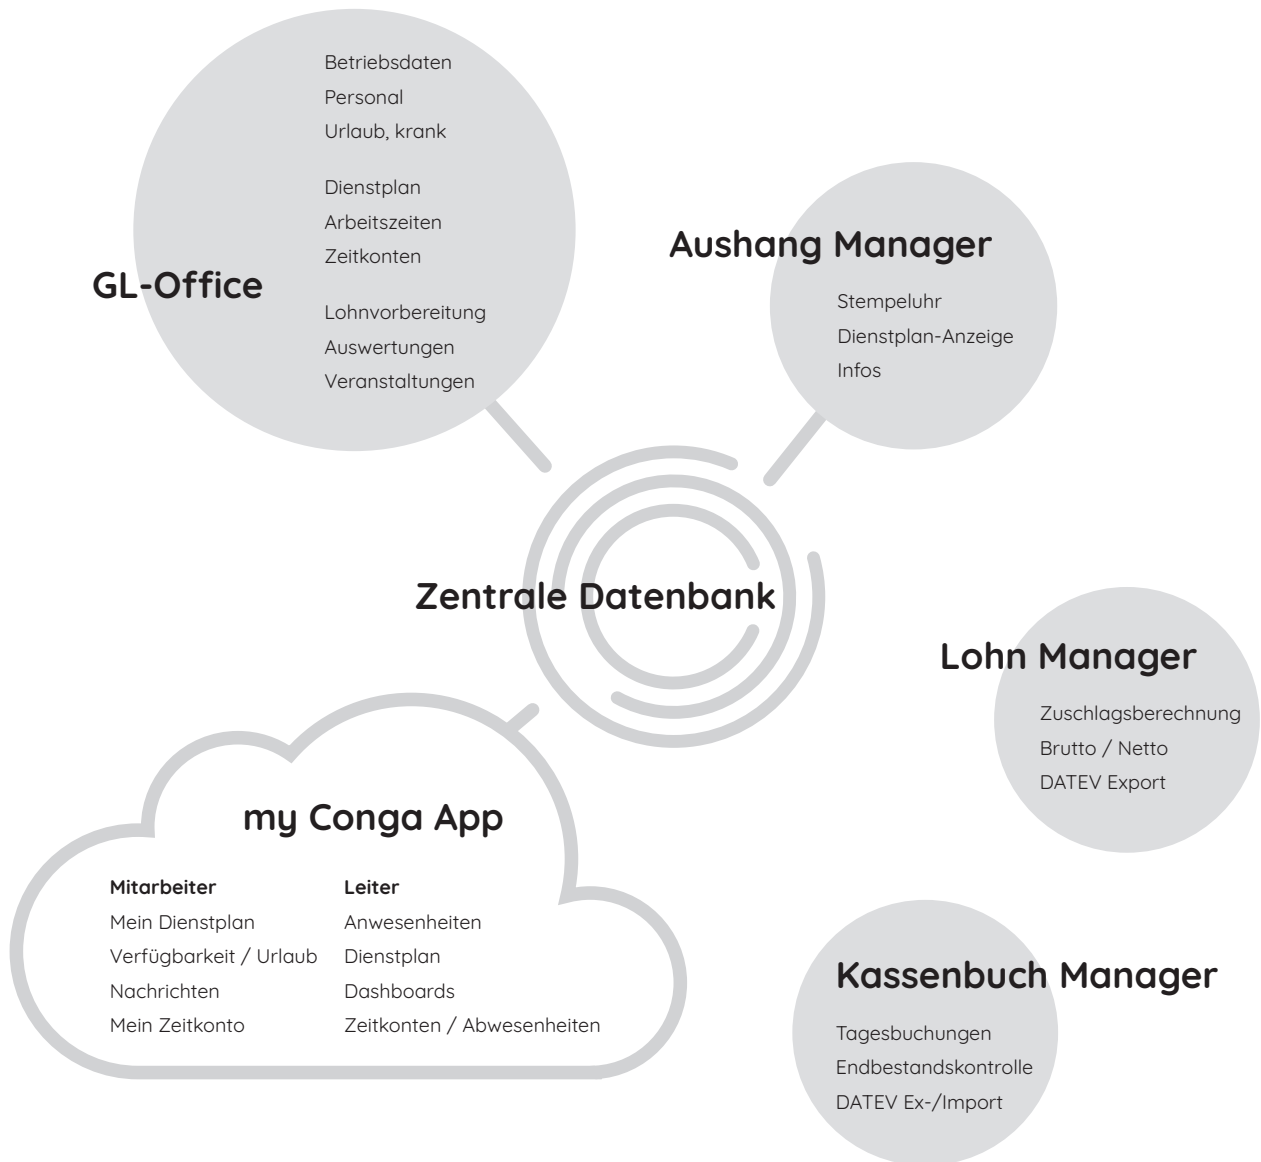 GL-Office
Betriebsdaten
Personal
Urlaub, krank
Dienstplan
Arbeitszeiten
Zeitkonten
Lohnvorbereitung
Auswertungen
Veranstaltungen
Aushang Manager
Stempeluhr
Dienstplan-Anzeige
Infos
Zentrale Datenbank
Lohn Manager
Zuschlagsberechnung
Brutto / Netto
DATEV Export
my Conga App
Mitarbeiter
Mein Dienstplan
Verfügbarkeit / Urlaub
Nachrichten
Mein Zeitkonto
Leiter
Anwesenheiten
Dienstplan
Dashboards
Zeitkonten / Abwesenheiten
Kassenbuch Manager
Tagesbuchungen
Endbestandskontrolle
DATEV Ex-/Import